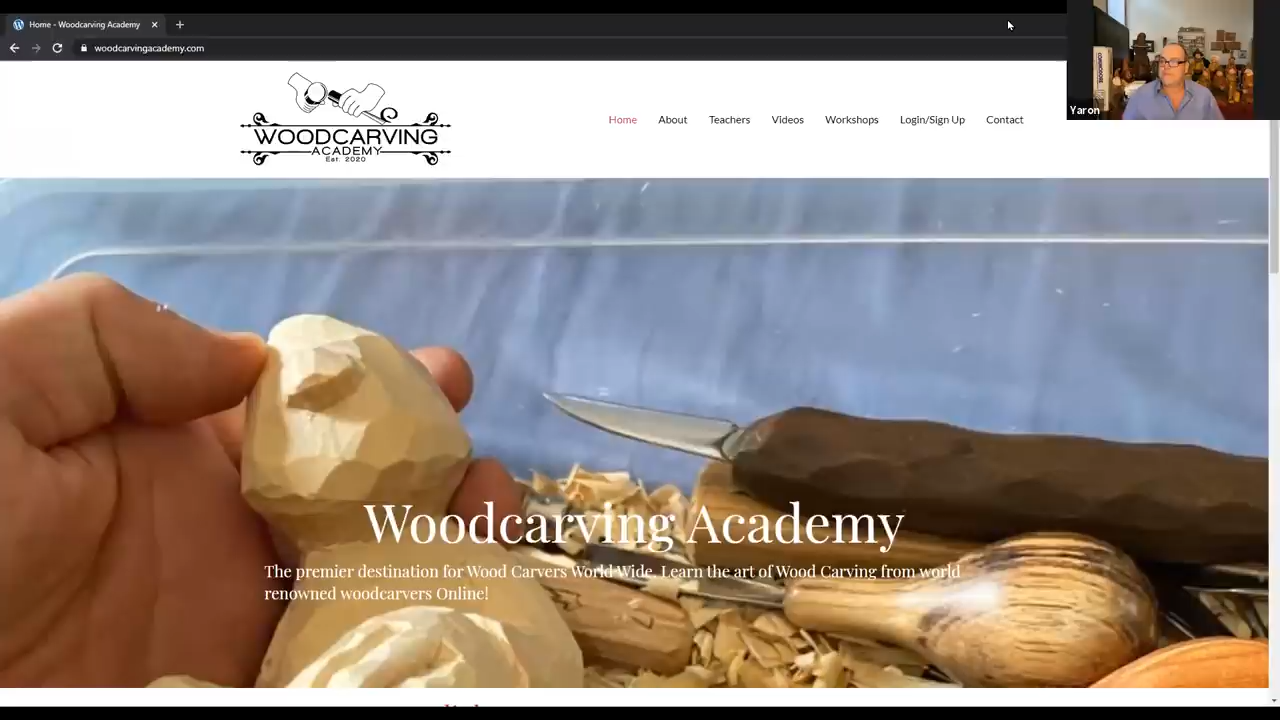 Home - Woodcarving Academy
woodcarvingacademy.com
Yaron
WOODCARVING
ACADEMY
Est. 2020
Home About Teachers Videos Workshops Login/Sign Up Contact
Woodcarving Academy
The premier destination for Wood Carvers World Wide. Learn the art of Wood Carving from world
renowned woodcarvers Online!